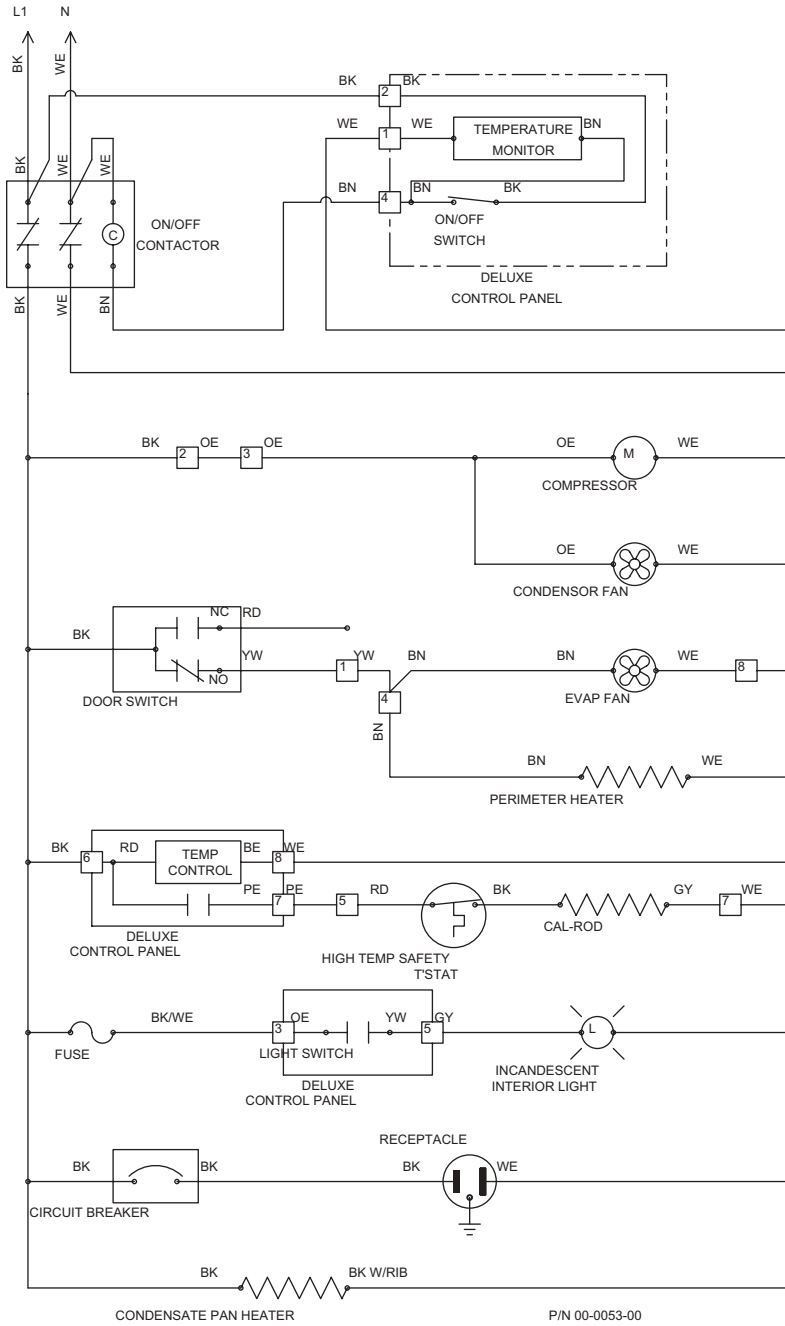 L1 N
BK WE
BK BK
2
WE WE
1
TEMPERATURE
MONITOR
BN
BK WE WE
BN BN BK
4
ON/OFF
SWITCH
C
ON/OFF
CONTACTOR
DELUXE
CONTROL PANEL
BK WE BN
BK OE OE
2 3
OE WE
M
COMPRESSOR
OE WE
CONDENSOR FAN
NC RD
BK
YW YW BN BN WE
1 8
NO
4
DOOR SWITCH
EVAP FAN
BN
BN WE
PERIMETER HEATER
BK RD BE WE
6 8
TEMP
CONTROL
PE PE RD BK GY WE
7 5 7
DELUXE
CONTROL PANEL
CAL-ROD
HIGH TEMP SAFETY
T'STAT
BK/WE OE YW GY
3 5 L
FUSE
LIGHT SWITCH
INCANDESCENT
INTERIOR LIGHT
DELUXE
CONTROL PANEL
RECEPTACLE
BK BK BK WE
CIRCUIT BREAKER
BK BK W/RIB
CONDENSATE PAN HEATER
P/N 00-0053-00